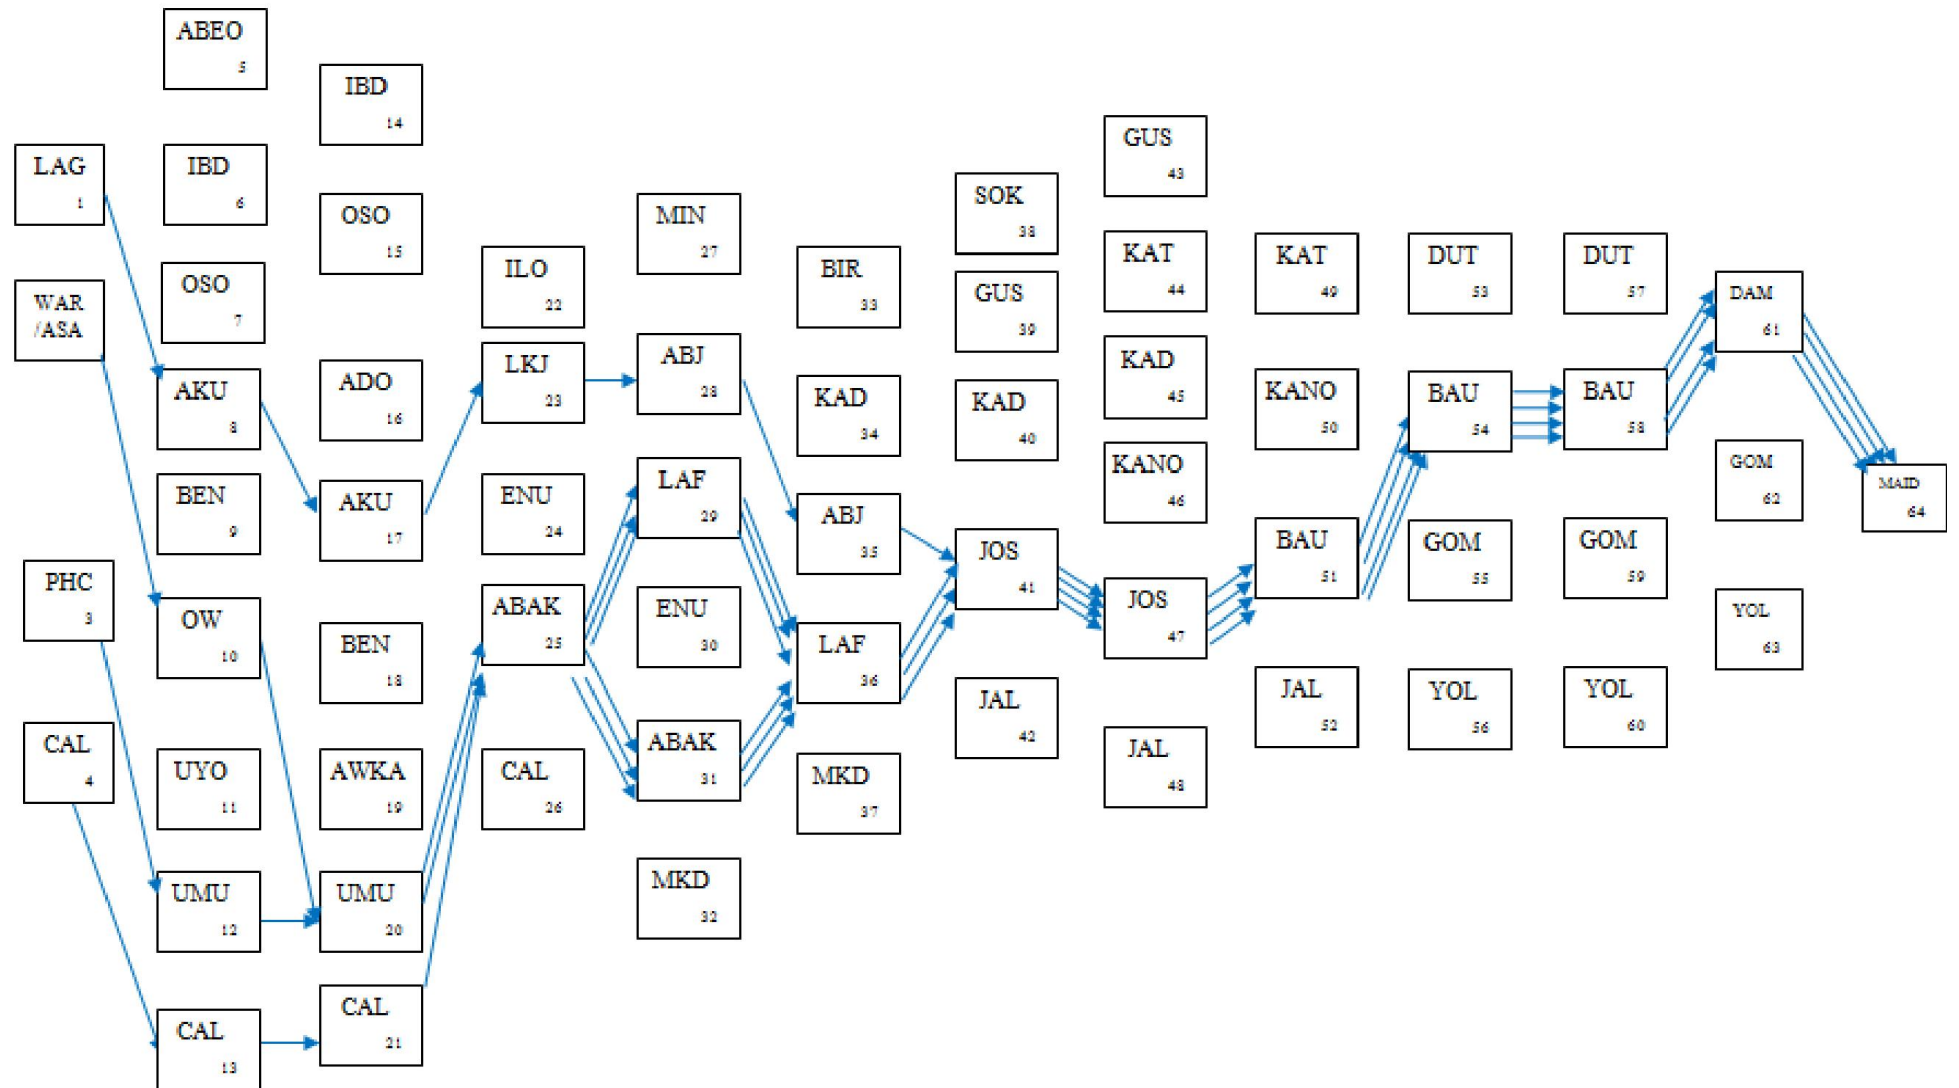 LAG
1
WAR
/ASA
PHC
3
CAL
4
ABEO
5
IBD
6
OSO
7
AKU
8
BEN
9
OW
10
UYO
11
UMU
12
CAL
13
IBD
14
OSO
15
ADO
16
AKU
17
BEN
18
AWKA
19
UMU
20
CAL
21
ILO
22
LKJ
23
ENU
24
ABAK
25
CAL
26
MIN
27
ABJ
28
LAF
29
ENU
30
ABAK
31
MKD
32
BIR
33
KAD
34
ABJ
35
LAF
36
MKD
37
SOK
38
GUS
39
KAD
40
JOS
41
JAL
42
GUS
43
KAT
44
KAD
45
KANO
46
JOS
47
JAL
48
KAT
49
KANO
50
BAU
51
JAL
52
DUT
53
BAU
54
GOM
55
YOL
56
DUT
57
BAU
58
GOM
59
YOL
60
DAM
61
GOM
62
YOL
63
MAID
64